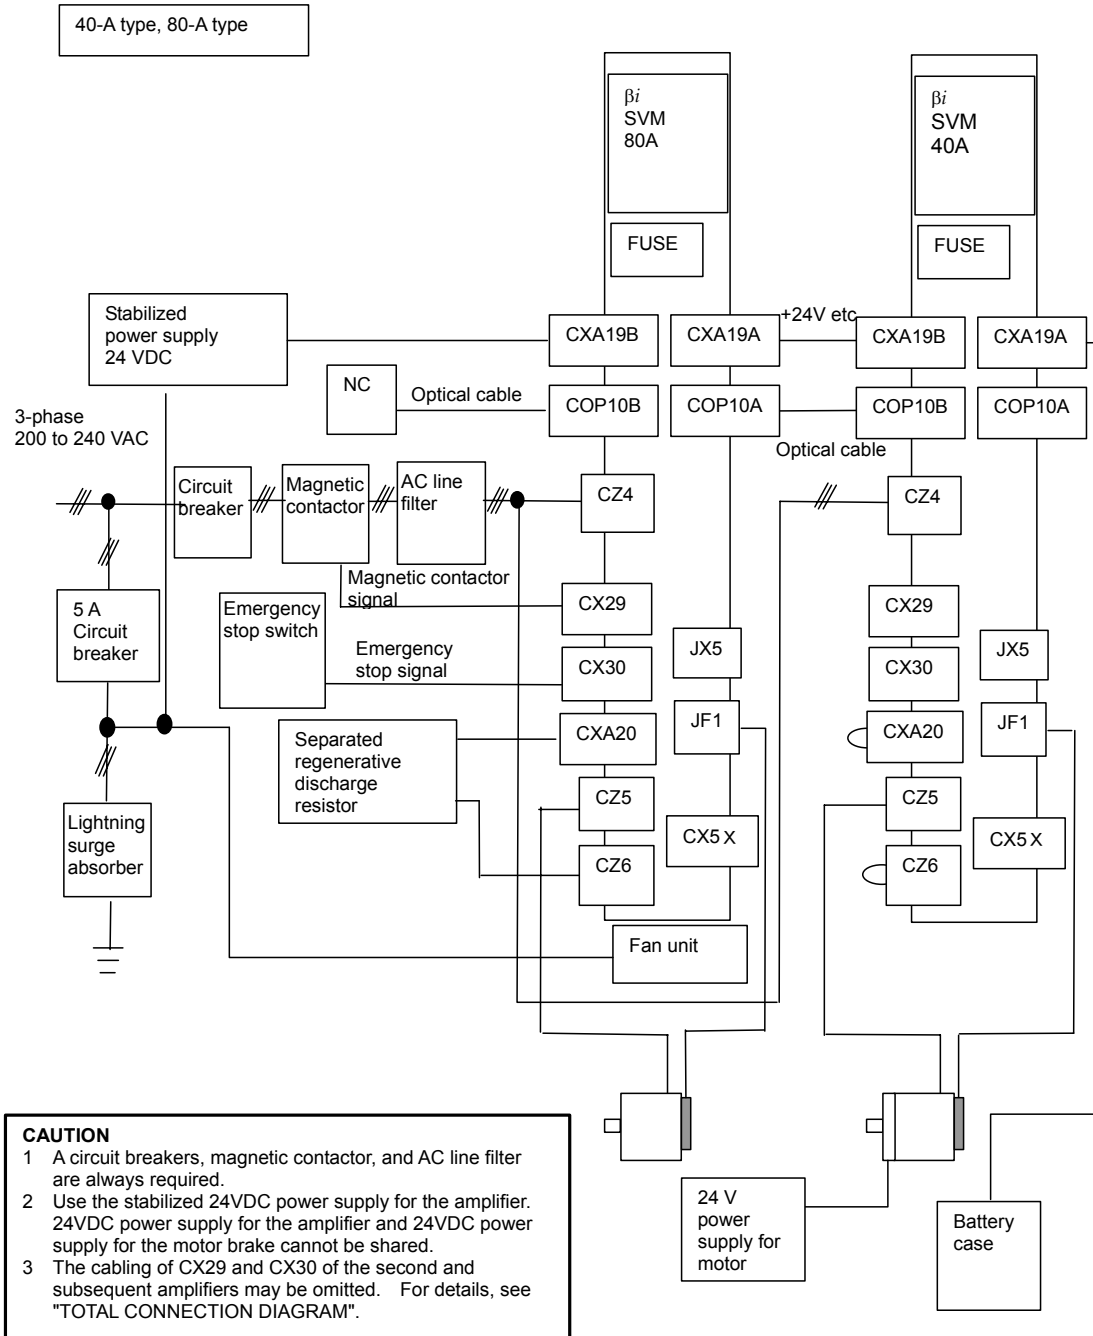 40-A type, 80-A type
βi
SVM
80A
βi
SVM
40A
FUSE
FUSE
Stabilized
power supply
24 VDC
CXA19B
CXA19A
+24V etc
CXA19B
CXA19A
NC
Optical cable
COP10B
COP10A
COP10B
COP10A
Optical cable
3-phase
200 to 240 VAC
Circuit
breaker
Magnetic
contactor
AC line
filter
CZ4
CZ4
Magnetic contactor
signal
CX29
CX29
5 A
Circuit
breaker
Emergency
stop switch
Emergency
stop signal
CX30
JX5
CX30
JX5
Separated
regenerative
discharge
resistor
CXA20
JF1
CXA20
JF1
CZ5
CZ5
Lightning
surge
absorber
CX5 X
CX5 X
CZ6
CZ6
Fan unit
CAUTION
1 A circuit breakers, magnetic contactor, and AC line filter
are always required.
2 Use the stabilized 24VDC power supply for the amplifier.
24VDC power supply for the amplifier and 24VDC power
supply for the motor brake cannot be shared.
3 The cabling of CX29 and CX30 of the second and
subsequent amplifiers may be omitted. For details, see
"TOTAL CONNECTION DIAGRAM".
24 V
power
supply for
motor
Battery
case